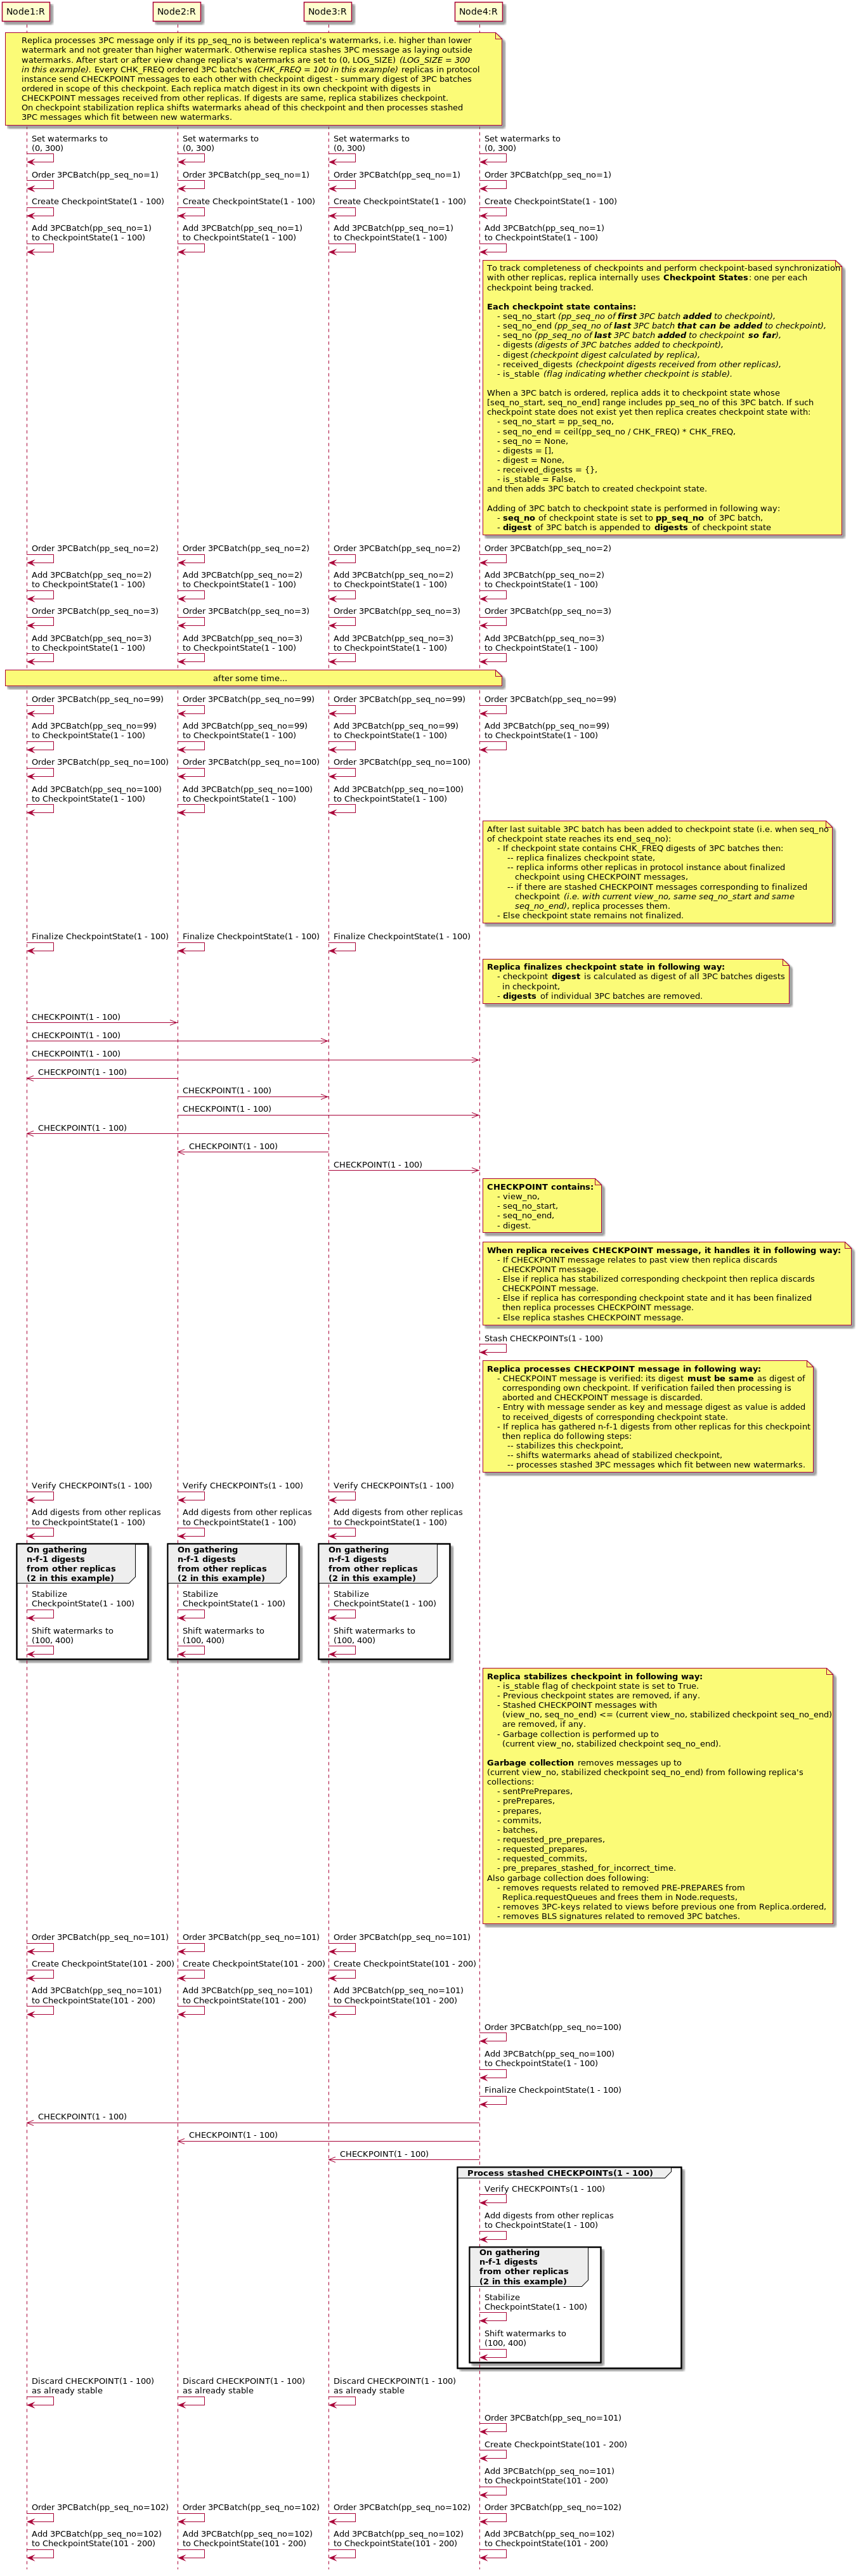 Node1:R
Node2:R
Node3:R
Node4:R
Replica processes 3PC message only if its pp_seq_no is between replica's watermarks, i.e. higher than lower
watermark and not greater than higher watermark. Otherwise replica stashes 3PC message as laying outside
watermarks. After start or after view change replica's watermarks are set to (0, LOG_SIZE) (LOG_SIZE = 300
in this example). Every CHK_FREQ ordered 3PC batches (CHK_FREQ = 100 in this example) replicas in protocol
instance send CHECKPOINT messages to each other with checkpoint digest - summary digest of 3PC batches
ordered in scope of this checkpoint. Each replica match digest in its own checkpoint with digests in
CHECKPOINT messages received from other replicas. If digests are same, replica stabilizes checkpoint.
On checkpoint stabilization replica shifts watermarks ahead of this checkpoint and then processes stashed
3PC messages which fit between new watermarks.
Set watermarks to
(0, 300)
Set watermarks to
(0, 300)
Set watermarks to
(0, 300)
Set watermarks to
(0, 300)
Order 3PCBatch(pp_seq_no=1)
Order 3PCBatch(pp_seq_no=1)
Order 3PCBatch(pp_seq_no=1)
Order 3PCBatch(pp_seq_no=1)
Create CheckpointState(1 - 100)
Create CheckpointState(1 - 100)
Create CheckpointState(1 - 100)
Create CheckpointState(1 - 100)
Add 3PCBatch(pp_seq_no=1)
to CheckpointState(1 - 100)
Add 3PCBatch(pp_seq_no=1)
to CheckpointState(1 - 100)
Add 3PCBatch(pp_seq_no=1)
to CheckpointState(1 - 100)
Add 3PCBatch(pp_seq_no=1)
to CheckpointState(1 - 100)
To track completeness of checkpoints and perform checkpoint-based synchronization
with other replicas, replica internally uses Checkpoint States: one per each
checkpoint being tracked.
Each checkpoint state contains:
- seq_no_start (pp_seq_no of first 3PC batch added to checkpoint),
- seq_no_end (pp_seq_no of last 3PC batch that can be added to checkpoint),
- seq_no (pp_seq_no of last 3PC batch added to checkpoint so far),
- digests (digests of 3PC batches added to checkpoint),
- digest (checkpoint digest calculated by replica),
- received_digests (checkpoint digests received from other replicas),
- is_stable (flag indicating whether checkpoint is stable).
When a 3PC batch is ordered, replica adds it to checkpoint state whose
[seq_no_start, seq_no_end] range includes pp_seq_no of this 3PC batch. If such
checkpoint state does not exist yet then replica creates checkpoint state with:
- seq_no_start = pp_seq_no,
- seq_no_end = ceil(pp_seq_no / CHK_FREQ) * CHK_FREQ,
- seq_no = None,
- digests = [],
- digest = None,
- received_digests = {},
- is_stable = False,
and then adds 3PC batch to created checkpoint state.
Adding of 3PC batch to checkpoint state is performed in following way:
- seq_no of checkpoint state is set to pp_seq_no of 3PC batch,
- digest of 3PC batch is appended to digests of checkpoint state
Order 3PCBatch(pp_seq_no=2)
Order 3PCBatch(pp_seq_no=2)
Order 3PCBatch(pp_seq_no=2)
Order 3PCBatch(pp_seq_no=2)
Add 3PCBatch(pp_seq_no=2)
to CheckpointState(1 - 100)
Add 3PCBatch(pp_seq_no=2)
to CheckpointState(1 - 100)
Add 3PCBatch(pp_seq_no=2)
to CheckpointState(1 - 100)
Add 3PCBatch(pp_seq_no=2)
to CheckpointState(1 - 100)
Order 3PCBatch(pp_seq_no=3)
Order 3PCBatch(pp_seq_no=3)
Order 3PCBatch(pp_seq_no=3)
Order 3PCBatch(pp_seq_no=3)
Add 3PCBatch(pp_seq_no=3)
to CheckpointState(1 - 100)
Add 3PCBatch(pp_seq_no=3)
to CheckpointState(1 - 100)
Add 3PCBatch(pp_seq_no=3)
to CheckpointState(1 - 100)
Add 3PCBatch(pp_seq_no=3)
to CheckpointState(1 - 100)
after some time...
Order 3PCBatch(pp_seq_no=99)
Order 3PCBatch(pp_seq_no=99)
Order 3PCBatch(pp_seq_no=99)
Order 3PCBatch(pp_seq_no=99)
Add 3PCBatch(pp_seq_no=99)
to CheckpointState(1 - 100)
Add 3PCBatch(pp_seq_no=99)
to CheckpointState(1 - 100)
Add 3PCBatch(pp_seq_no=99)
to CheckpointState(1 - 100)
Add 3PCBatch(pp_seq_no=99)
to CheckpointState(1 - 100)
Order 3PCBatch(pp_seq_no=100)
Order 3PCBatch(pp_seq_no=100)
Order 3PCBatch(pp_seq_no=100)
Add 3PCBatch(pp_seq_no=100)
to CheckpointState(1 - 100)
Add 3PCBatch(pp_seq_no=100)
to CheckpointState(1 - 100)
Add 3PCBatch(pp_seq_no=100)
to CheckpointState(1 - 100)
After last suitable 3PC batch has been added to checkpoint state (i.e. when seq_no
of checkpoint state reaches its end_seq_no):
- If checkpoint state contains CHK_FREQ digests of 3PC batches then:
-- replica finalizes checkpoint state,
-- replica informs other replicas in protocol instance about finalized
checkpoint using CHECKPOINT messages,
-- if there are stashed CHECKPOINT messages corresponding to finalized
checkpoint (i.e. with current view_no, same seq_no_start and same
seq_no_end), replica processes them.
- Else checkpoint state remains not finalized.
Finalize CheckpointState(1 - 100)
Finalize CheckpointState(1 - 100)
Finalize CheckpointState(1 - 100)
Replica finalizes checkpoint state in following way:
- checkpoint digest is calculated as digest of all 3PC batches digests
in checkpoint,
- digests of individual 3PC batches are removed.
CHECKPOINT(1 - 100)
CHECKPOINT(1 - 100)
CHECKPOINT(1 - 100)
CHECKPOINT(1 - 100)
CHECKPOINT(1 - 100)
CHECKPOINT(1 - 100)
CHECKPOINT(1 - 100)
CHECKPOINT(1 - 100)
CHECKPOINT(1 - 100)
CHECKPOINT contains:
- view_no,
- seq_no_start,
- seq_no_end,
- digest.
When replica receives CHECKPOINT message, it handles it in following way:
- If CHECKPOINT message relates to past view then replica discards
CHECKPOINT message.
- Else if replica has stabilized corresponding checkpoint then replica discards
CHECKPOINT message.
- Else if replica has corresponding checkpoint state and it has been finalized
then replica processes CHECKPOINT message.
- Else replica stashes CHECKPOINT message.
Stash CHECKPOINTs(1 - 100)
Replica processes CHECKPOINT message in following way:
- CHECKPOINT message is verified: its digest must be same as digest of
corresponding own checkpoint. If verification failed then processing is
aborted and CHECKPOINT message is discarded.
- Entry with message sender as key and message digest as value is added
to received_digests of corresponding checkpoint state.
- If replica has gathered n-f-1 digests from other replicas for this checkpoint
then replica do following steps:
-- stabilizes this checkpoint,
-- shifts watermarks ahead of stabilized checkpoint,
-- processes stashed 3PC messages which fit between new watermarks.
Verify CHECKPOINTs(1 - 100)
Verify CHECKPOINTs(1 - 100)
Verify CHECKPOINTs(1 - 100)
Add digests from other replicas
to CheckpointState(1 - 100)
Add digests from other replicas
to CheckpointState(1 - 100)
Add digests from other replicas
to CheckpointState(1 - 100)
On gathering
n-f-1 digests
from other replicas
(2 in this example)
On gathering
n-f-1 digests
from other replicas
(2 in this example)
On gathering
n-f-1 digests
from other replicas
(2 in this example)
Stabilize
CheckpointState(1 - 100)
Stabilize
CheckpointState(1 - 100)
Stabilize
CheckpointState(1 - 100)
Shift watermarks to
(100, 400)
Shift watermarks to
(100, 400)
Shift watermarks to
(100, 400)
Replica stabilizes checkpoint in following way:
- is_stable flag of checkpoint state is set to True.
- Previous checkpoint states are removed, if any.
- Stashed CHECKPOINT messages with
(view_no, seq_no_end) <= (current view_no, stabilized checkpoint seq_no_end)
are removed, if any.
- Garbage collection is performed up to
(current view_no, stabilized checkpoint seq_no_end).
Garbage collection removes messages up to
(current view_no, stabilized checkpoint seq_no_end) from following replica's
collections:
- sentPrePrepares,
- prePrepares,
- prepares,
- commits,
- batches,
- requested_pre_prepares,
- requested_prepares,
- requested_commits,
- pre_prepares_stashed_for_incorrect_time.
Also garbage collection does following:
- removes requests related to removed PRE-PREPARES from
Replica.requestQueues and frees them in Node.requests,
- removes 3PC-keys related to views before previous one from Replica.ordered,
- removes BLS signatures related to removed 3PC batches.
Order 3PCBatch(pp_seq_no=101)
Order 3PCBatch(pp_seq_no=101)
Order 3PCBatch(pp_seq_no=101)
Create CheckpointState(101 - 200)
Create CheckpointState(101 - 200)
Create CheckpointState(101 - 200)
Add 3PCBatch(pp_seq_no=101)
to CheckpointState(101 - 200)
Add 3PCBatch(pp_seq_no=101)
to CheckpointState(101 - 200)
Add 3PCBatch(pp_seq_no=101)
to CheckpointState(101 - 200)
Order 3PCBatch(pp_seq_no=100)
Add 3PCBatch(pp_seq_no=100)
to CheckpointState(1 - 100)
Finalize CheckpointState(1 - 100)
CHECKPOINT(1 - 100)
CHECKPOINT(1 - 100)
CHECKPOINT(1 - 100)
Process stashed CHECKPOINTs(1 - 100)
Verify CHECKPOINTs(1 - 100)
Add digests from other replicas
to CheckpointState(1 - 100)
On gathering
n-f-1 digests
from other replicas
(2 in this example)
Stabilize
CheckpointState(1 - 100)
Shift watermarks to
(100, 400)
Discard CHECKPOINT(1 - 100)
as already stable
Discard CHECKPOINT(1 - 100)
as already stable
Discard CHECKPOINT(1 - 100)
as already stable
Order 3PCBatch(pp_seq_no=101)
Create CheckpointState(101 - 200)
Add 3PCBatch(pp_seq_no=101)
to CheckpointState(101 - 200)
Order 3PCBatch(pp_seq_no=102)
Order 3PCBatch(pp_seq_no=102)
Order 3PCBatch(pp_seq_no=102)
Order 3PCBatch(pp_seq_no=102)
Add 3PCBatch(pp_seq_no=102)
to CheckpointState(101 - 200)
Add 3PCBatch(pp_seq_no=102)
to CheckpointState(101 - 200)
Add 3PCBatch(pp_seq_no=102)
to CheckpointState(101 - 200)
Add 3PCBatch(pp_seq_no=102)
to CheckpointState(101 - 200)